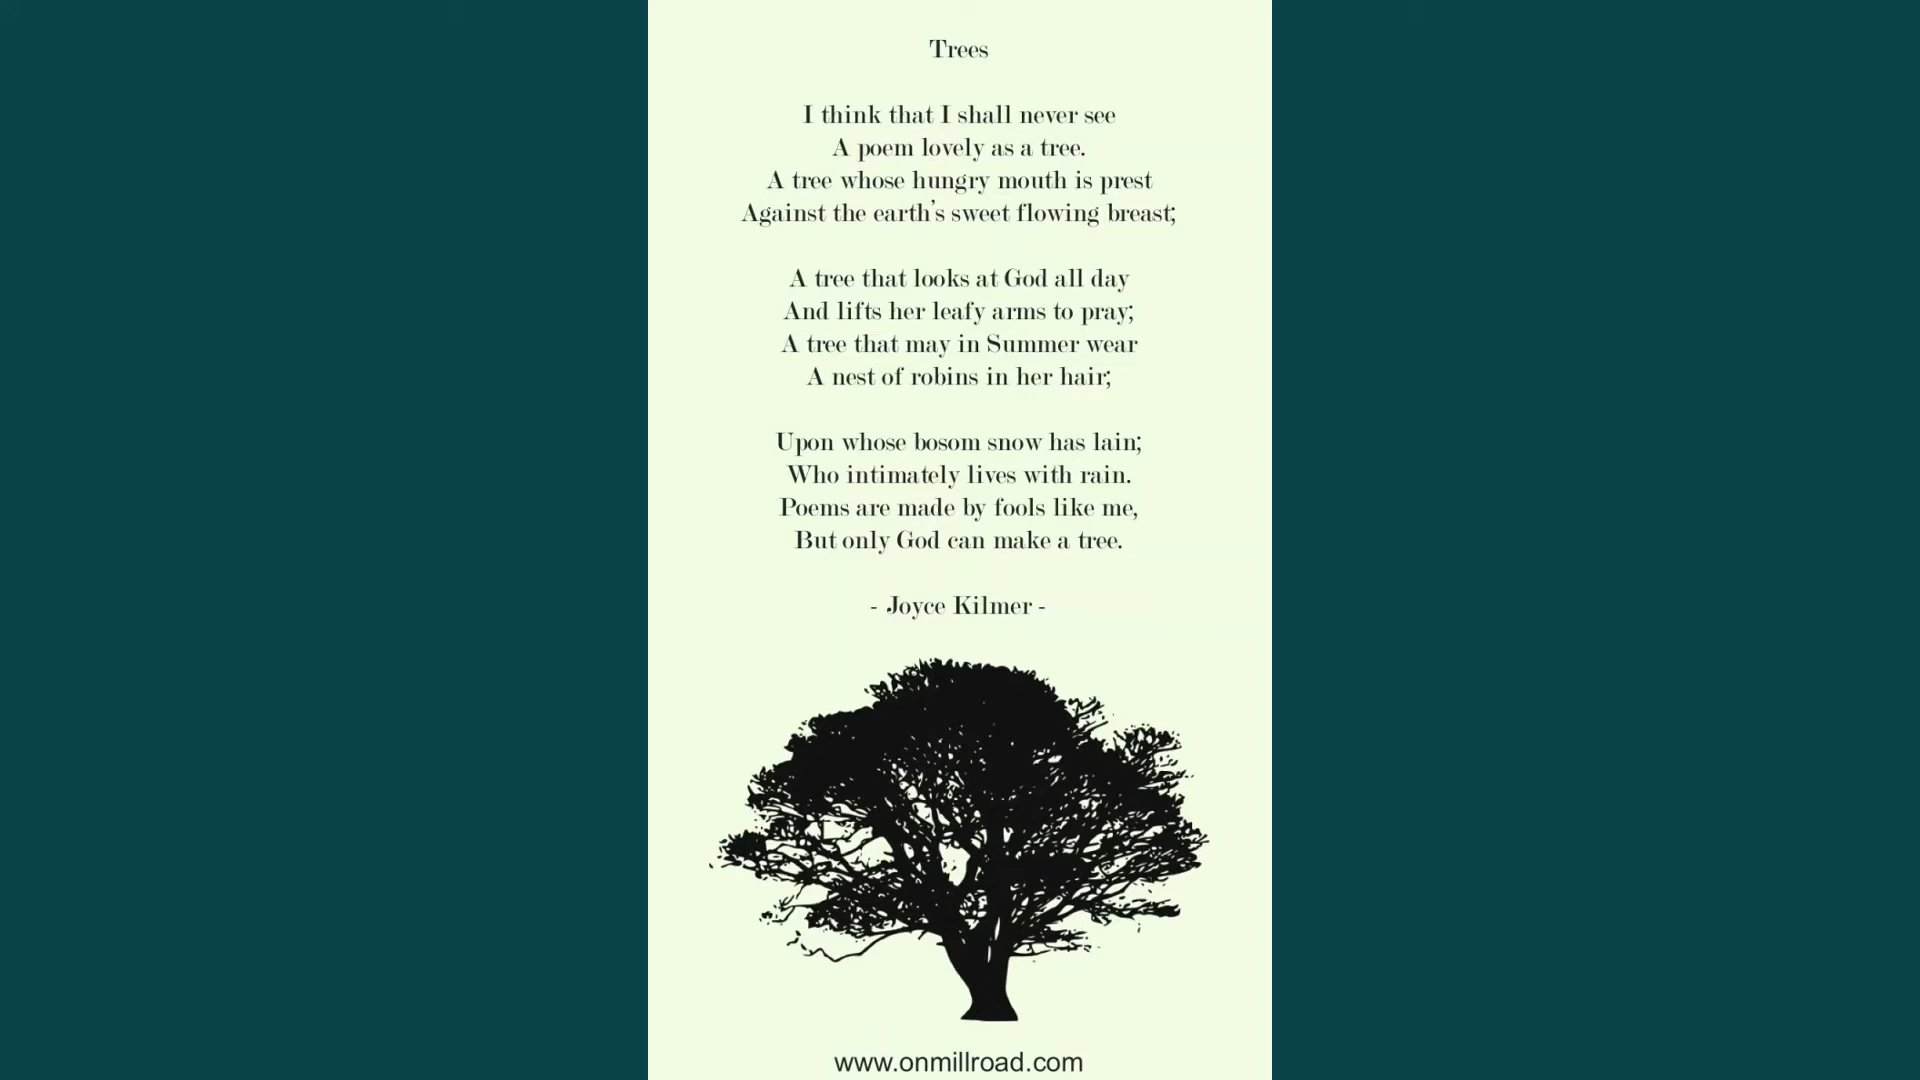 Trees
I think that I shall never see
A poem lovely as a tree.
A tree whose hungry mouth is prest
Against the earth's sweet flowing breast;
A tree that looks at God all day
And lifts her leafy arms to pray;
A tree that may in Summer wear
A nest of robins in her hair;
Upon whose bosom snow has lain;
Who intimately lives with rain.
Poems are made by fools like me,
But only God can make a tree.
- Joyce Kilmer -
www.onmillroad.com